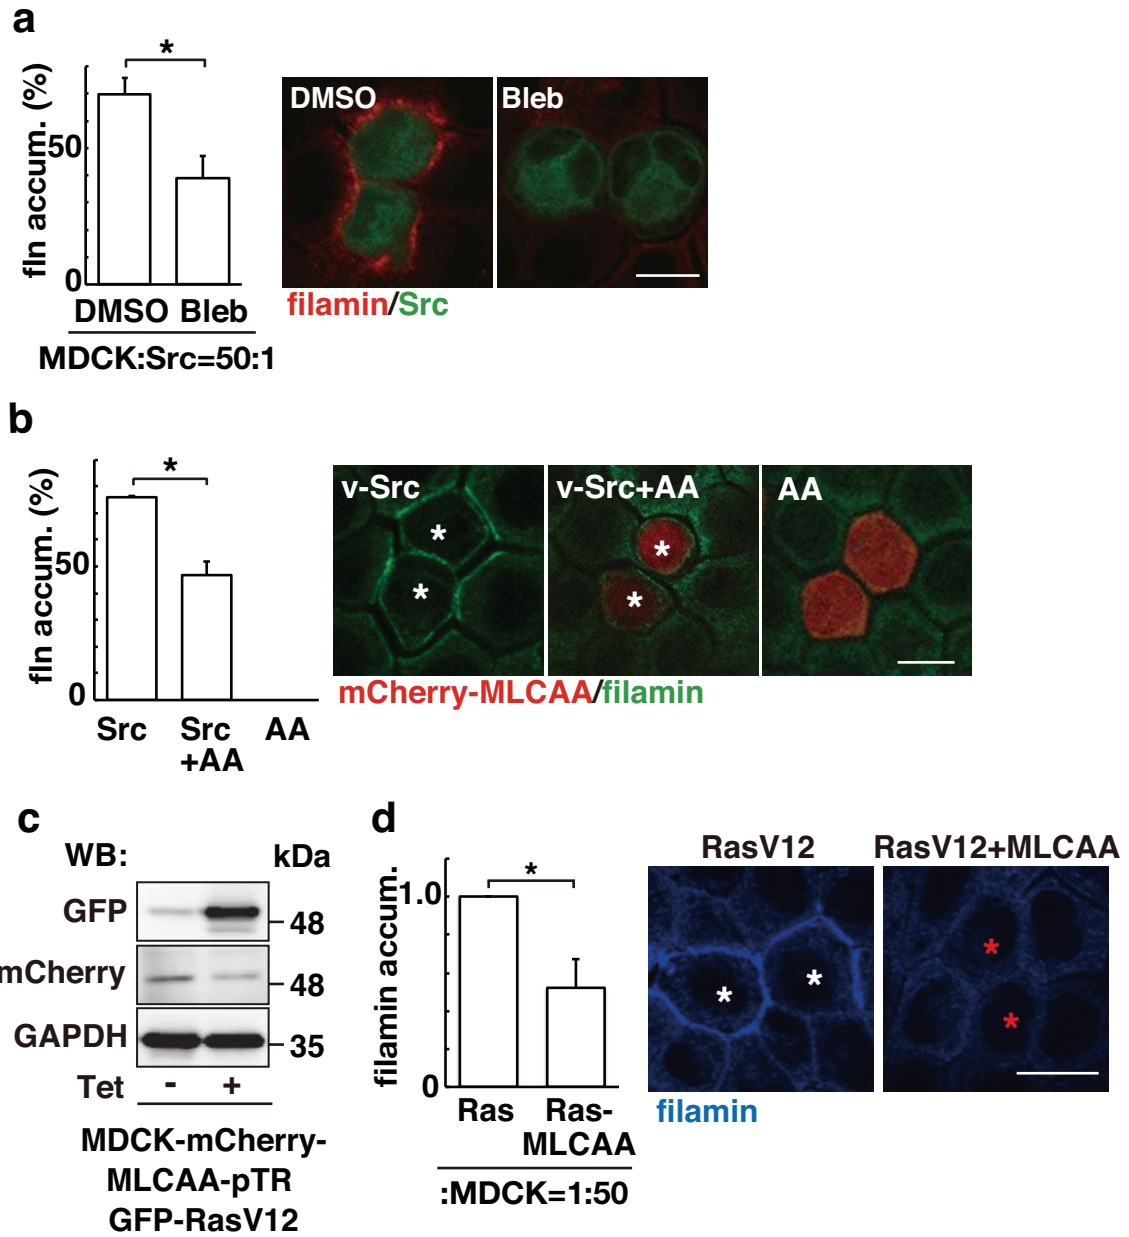 a
*
fln accum. (%)
50
0
DMSO Bleb
MDCK:Src=50:1
DMSO
Bleb
filamin/Src
b
*
fln accum. (%)
50
0
Src
Src
+AA
AA
v-Src
*
*
v-Src+AA
*
*
AA
mCherry-MLCAA/filamin
c
WB:
kDa
GFP
48
mCherry
48
GAPDH
35
Tet - +
MDCK-mCherry-
MLCAA-pTR
GFP-RasV12
d
*
filamin accum.
1.0
0
Ras
Ras-
MLCAA
:MDCK=1:50
RasV12
*
*
RasV12+MLCAA
*
*
filamin